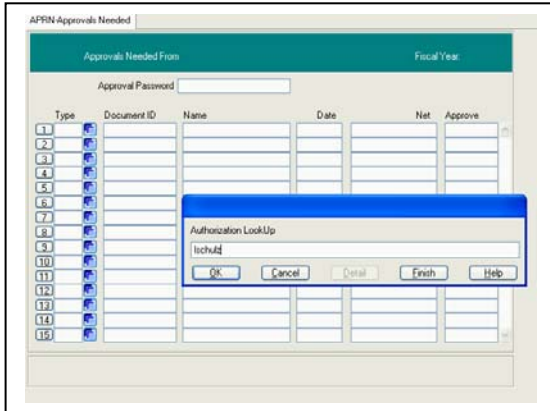 APRN-Approvals Needed
Approvals Needed From Fiscal Year:
Approval Password
Type Document ID Name Date Net Approve
1
2
3
4
5
6
7
8
Authorization LookUp
9
lschulz
10
11
OK Cancel Detail Finish Help
12
13
14
15